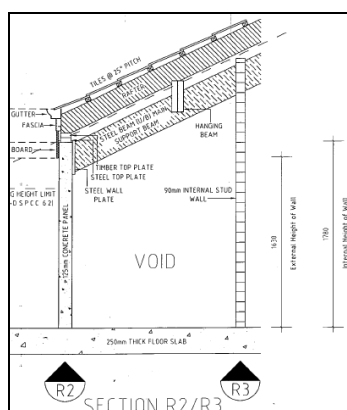 TILES @ 25° PITCH
RAFTER
GUTTER
FASCIA
STEEL BEAM (U/B) MAIN
SUPPORT BEAM
HANGING
BEAM
BOARD
TIMBER TOP PLATE
STEEL TOP PLATE
STEEL WALL
PLATE
90mm INTERNAL STUD
WALL
G HEIGHT LIMIT
125mm CONCRETE PANEL
VOID
1630
External Height of Wall
1780
Internal Height of Wall
250mm THICK FLOOR SLAB
R2
R3
SECTION R2/R3